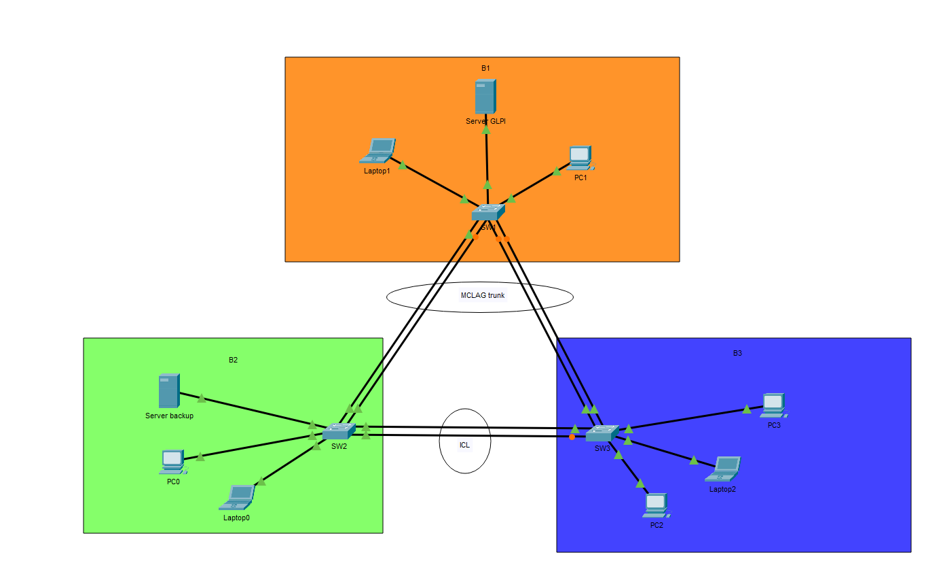 B1
Server GLPI
Laptop1
PC1
SW1
MCLAG trunk
B2
B3
Server backup
PC3
SW2
ICL
SW3
PC0
Laptop2
Laptop0
PC2